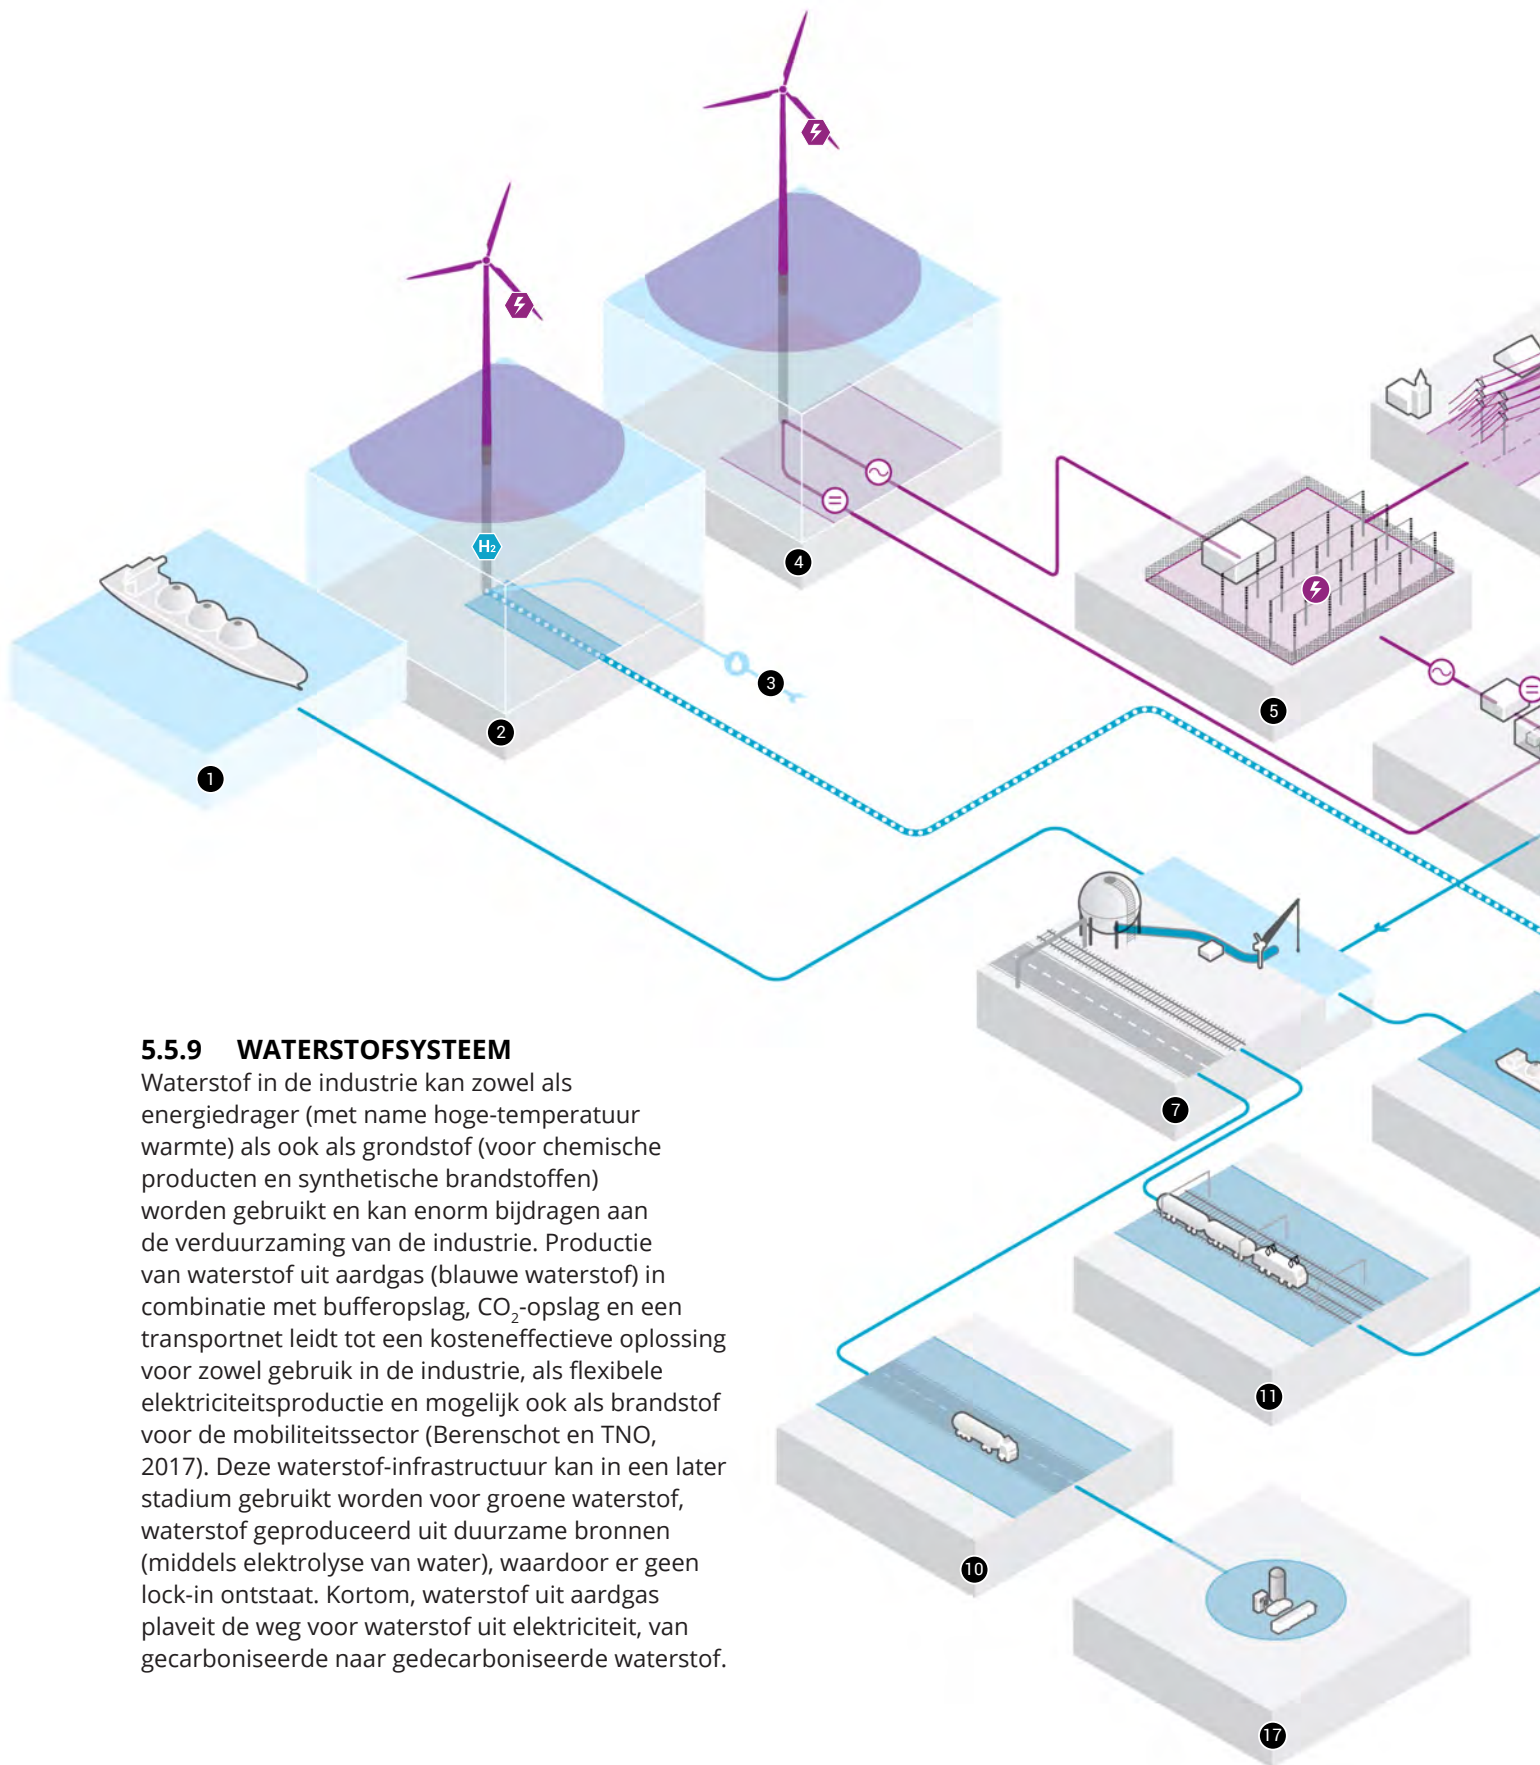 H2
4
5
3
2
1
5.5.9 WATERSTOFSYSTEEM
Waterstof in de industrie kan zowel als
energiedrager (met name hoge-temperatuur
warmte) als ook als grondstof (voor chemische
producten en synthetische brandstoffen)
worden gebruikt en kan enorm bijdragen aan
de verduurzaming van de industrie. Productie
van waterstof uit aardgas (blauwe waterstof) in
combinatie met bufferopslag, CO2-opslag en een
transportnet leidt tot een kosteneffectieve oplossing
voor zowel gebruik in de industrie, als flexibele
elektriciteitsproductie en mogelijk ook als brandstof
voor de mobiliteitssector (Berenschot en TNO,
2017). Deze waterstof-infrastructuur kan in een later
stadium gebruikt worden voor groene waterstof,
waterstof geproduceerd uit duurzame bronnen
(middels elektrolyse van water), waardoor er geen
lock-in ontstaat. Kortom, waterstof uit aardgas
plaveit de weg voor waterstof uit elektriciteit, van
gecarboniseerde naar gedecarboniseerde waterstof.
7
11
10
17